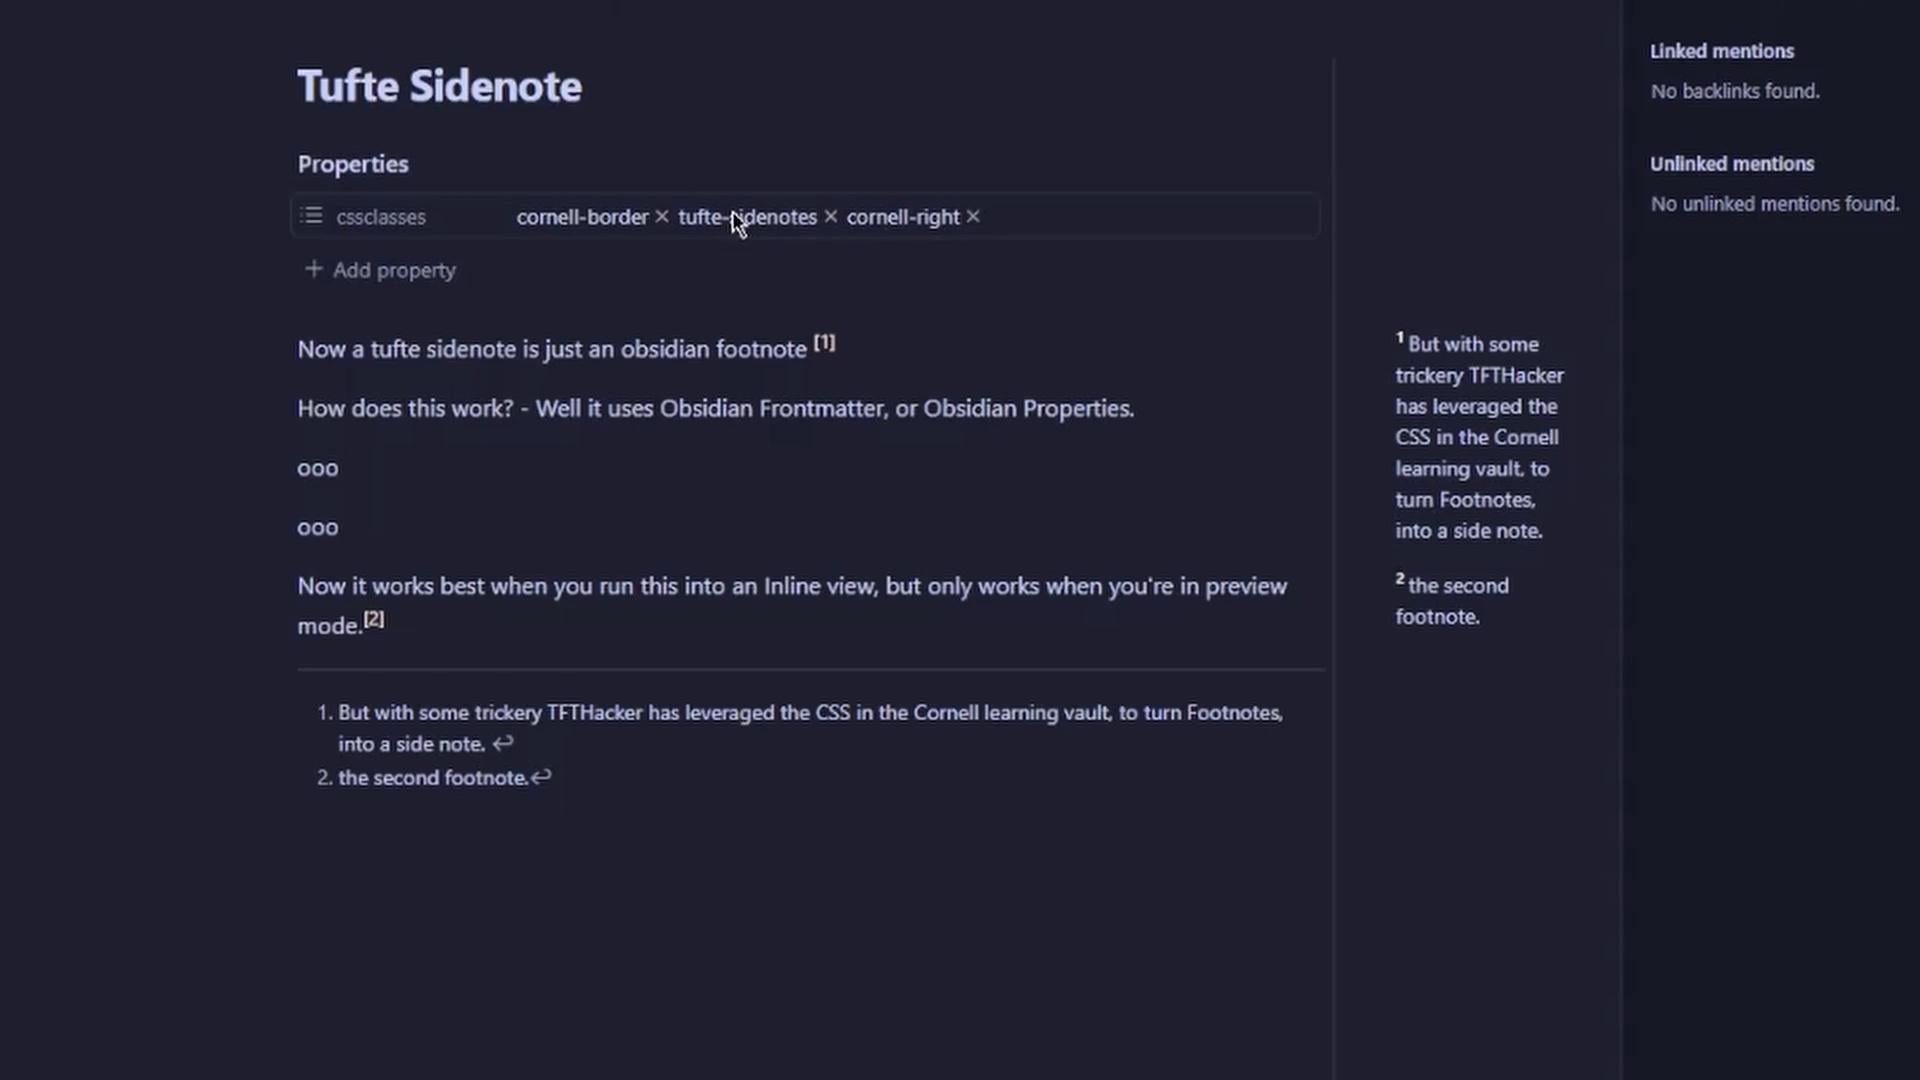 Tufte Sidenote
Properties
cssclasses cornell-border × tufte-sidenotes × cornell-right ×
+ Add property
Now a tufte sidenote is just an obsidian footnote [1]
How does this work? - Well it uses Obsidian Frontmatter, or Obsidian Properties.
ooo
ooo
Now it works best when you run this into an Inline view, but only works when you're in preview
mode.[2]
1. But with some trickery TFTHacker has leveraged the CSS in the Cornell learning vault, to turn Footnotes,
into a side note. ↩
2. the second footnote.↩
1 But with some
trickery TFTHacker
has leveraged the
CSS in the Cornell
learning vault, to
turn Footnotes,
into a side note.
2 the second
footnote.
Linked mentions
No backlinks found.
Unlinked mentions
No unlinked mentions found.